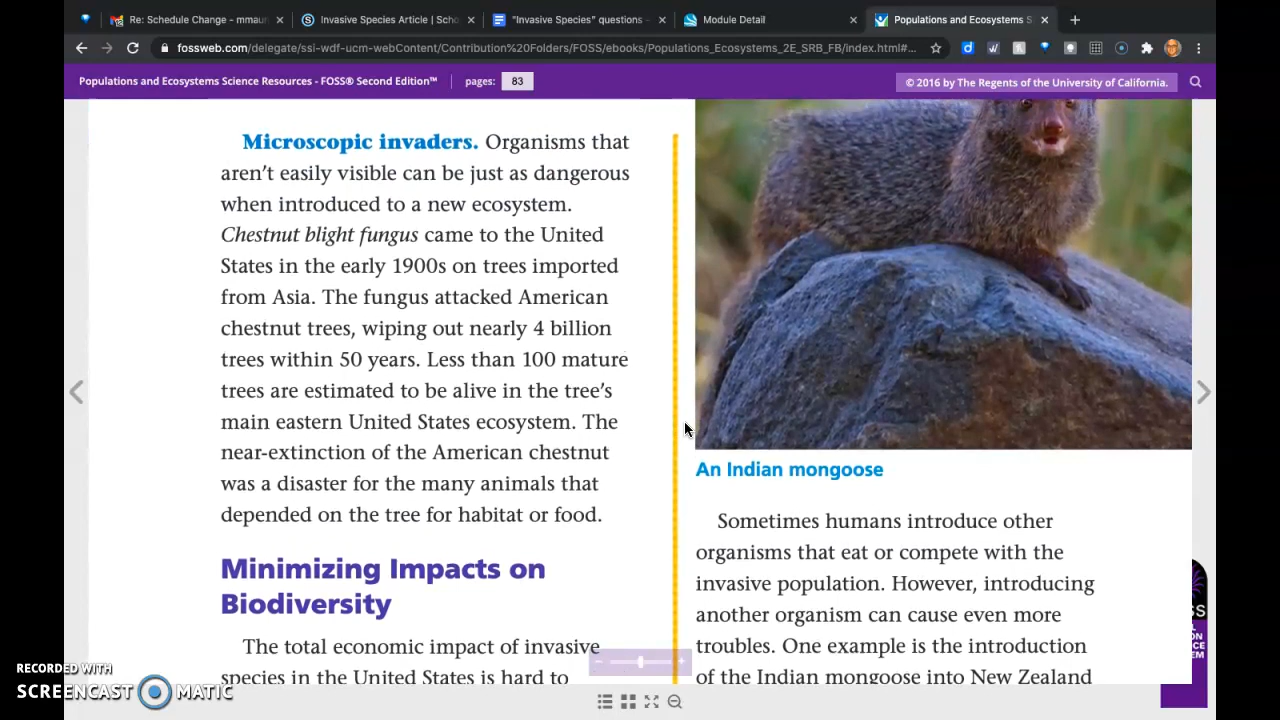 Re: Schedule Change - mmau
Invasive Species Article | Scho
"Invasive Species" questions -
Module Detail
Populations and Ecosystems S
fossweb.com/delegate/ssi-wdf-ucm-webContent/Contribution%20Folders/FOSS/ebooks/Populations_Ecosystems_2E_SRB_FB/index.html#...
Populations and Ecosystems Science Resources - FOSS® Second Edition™
pages: 83
© 2016 by The Regents of the University of California.
Microscopic invaders. Organisms that
aren't easily visible can be just as dangerous
when introduced to a new ecosystem.
Chestnut blight fungus came to the United
States in the early 1900s on trees imported
from Asia. The fungus attacked American
chestnut trees, wiping out nearly 4 billion
trees within 50 years. Less than 100 mature
trees are estimated to be alive in the tree's
main eastern United States ecosystem. The
near-extinction of the American chestnut
was a disaster for the many animals that
depended on the tree for habitat or food.
Minimizing Impacts on
Biodiversity
The total economic impact of invasive
species in the United States is hard to
An Indian mongoose
Sometimes humans introduce other
organisms that eat or compete with the
invasive population. However, introducing
another organism can cause even more
troubles. One example is the introduction
of the Indian mongoose into New Zealand
RECORDED WITH
SCREENCAST MATIC